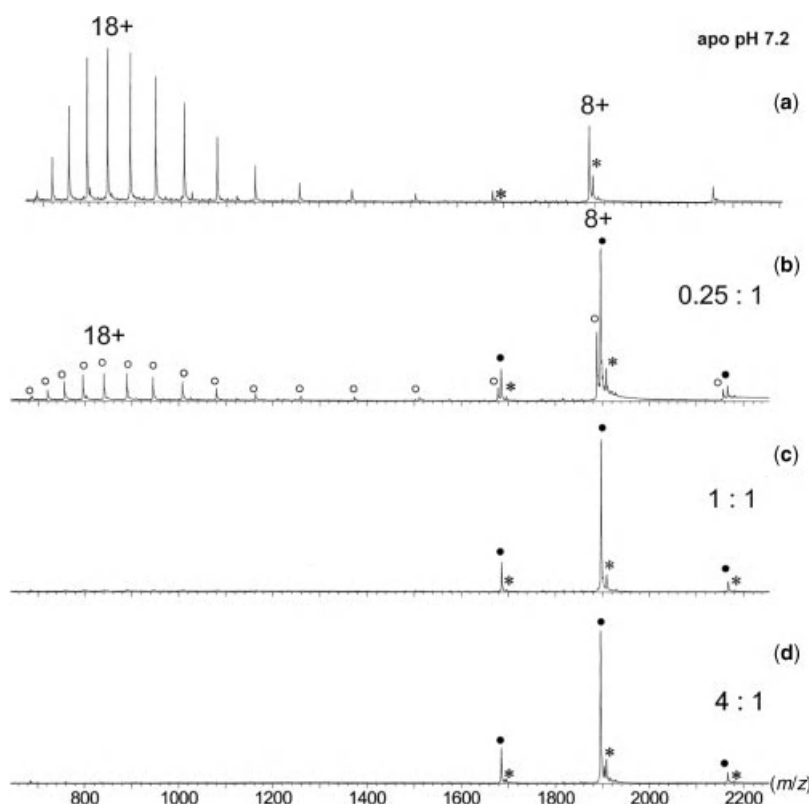 18+
apo pH 7.2
(a)
8+
*
*
8+
●
(b)
0.25 : 1
18+
○ ○ ○ ○ ○ ○ ○ ○ ○ ○ ○ ○ ○ ○ ● * ○ * ○ ●
(c)
●
1 : 1
● * * ● *
(d)
●
4 : 1
● * * ● *
800 1000 1200 1400 1600 1800 2000 2200 (m/z)